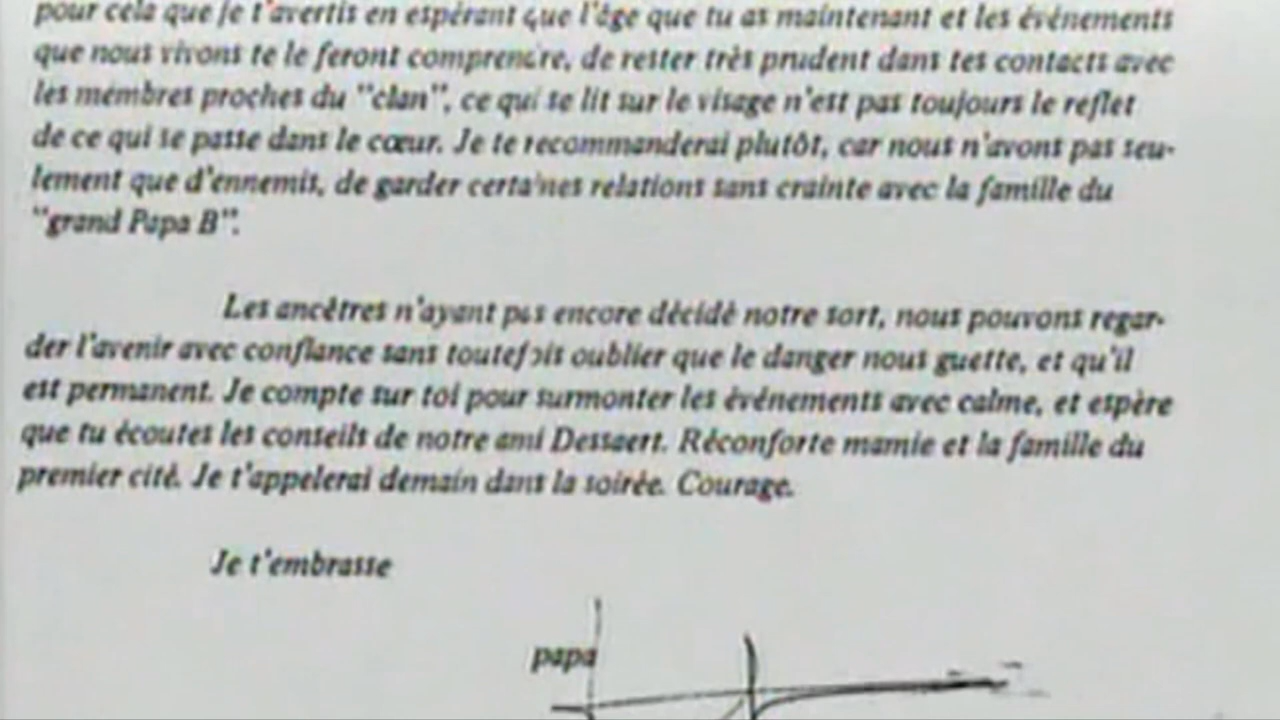 pour cela que je t'avertis en espérant que l'âge que tu as maintenant et les événements
que nous vivons te le feront comprendre, de rester très prudent dans tes contacts avec
les membres proches du "clan", ce qui se lit sur le visage n'est pas toujours le reflet
de ce qui se passe dans le cœur. Je te recommanderai plutôt, car nous n'avons pas seu-
lement que d'ennemis, de garder certaines relations sans crainte avec la famille du
"grand Papa B".
Les ancêtres n'ayant pas encore décidé notre sort, nous pouvons regar-
der l'avenir avec confiance sans toutefois oublier que le danger nous guette, et qu'il
est permanent. Je compte sur toi pour surmonter les événements avec calme, et espère
que tu écoutes les conseils de notre ami Dessaert. Réconforte mamie et la famille du
premier cité. Je t'appelerai demain dans la soirée. Courage.
Je t'embrasse
papa